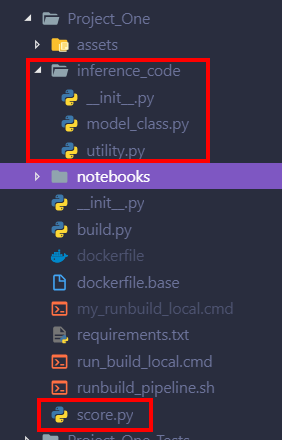 Project_One
assets
inference_code
__init__.py
model_class.py
utility.py
notebooks
__init__.py
build.py
dockerfile
dockerfile.base
my_runbuild_local.cmd
requirements.txt
run_build_local.cmd
runbuild_pipeline.sh
score.py
Project_One_Tests